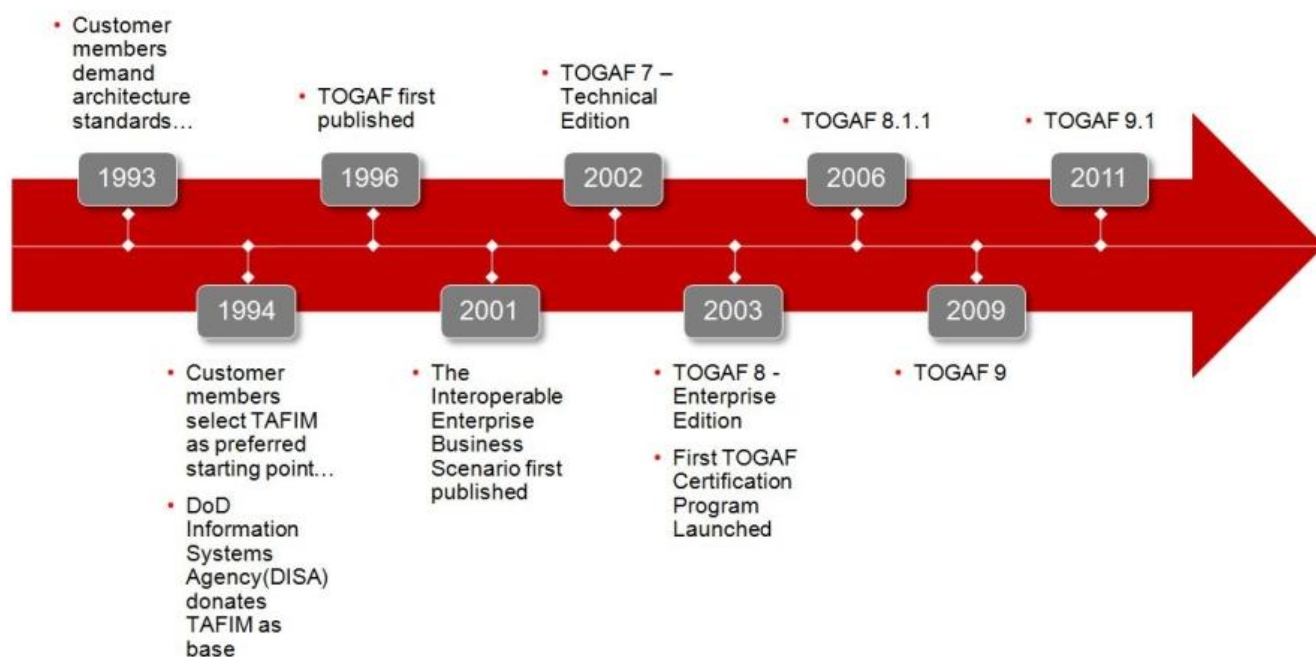 • Customer
members
demand
architecture
standards…
1993
• Customer
members
select TAFIM
as preferred
starting point…
• DoD
Information
Systems
Agency(DISA)
donates
TAFIM as
base
1994
• TOGAF first
published
1996
• The
Interoperable
Enterprise
Business
Scenario first
published
2001
• TOGAF 7 –
Technical
Edition
2002
• TOGAF 8 -
Enterprise
Edition
• First TOGAF
Certification
Program
Launched
2003
• TOGAF 8.1.1
2006
• TOGAF 9
2009
• TOGAF 9.1
2011